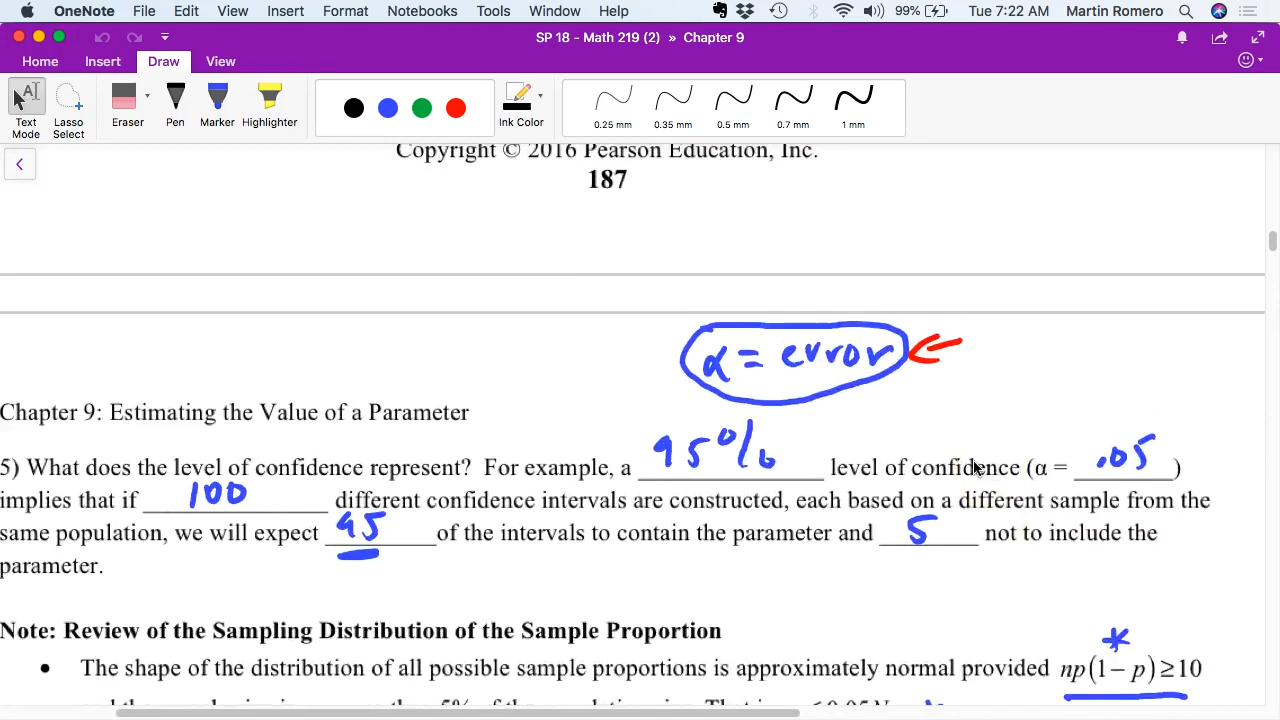 OneNote File Edit View Insert Format Notebooks Tools Window Help 99% Tue 7:22 AM Martin Romero
SP 18 - Math 219 (2) » Chapter 9
Home Insert Draw View
Text Mode
Lasso Select
Eraser
Pen
Marker
Highlighter
Ink Color
0.25 mm 0.35 mm 0.5 mm 0.7 mm 1 mm
Copyright © 2016 Pearson Education, Inc.
187
α = error
Chapter 9: Estimating the Value of a Parameter
5) What does the level of confidence represent? For example, a 95% level of confidence (α = .05)
implies that if 100 different confidence intervals are constructed, each based on a different sample from the
same population, we will expect 95 of the intervals to contain the parameter and 5 not to include the
parameter.
Note: Review of the Sampling Distribution of the Sample Proportion
*
• The shape of the distribution of all possible sample proportions is approximately normal provided np(1 − p) ≥ 10